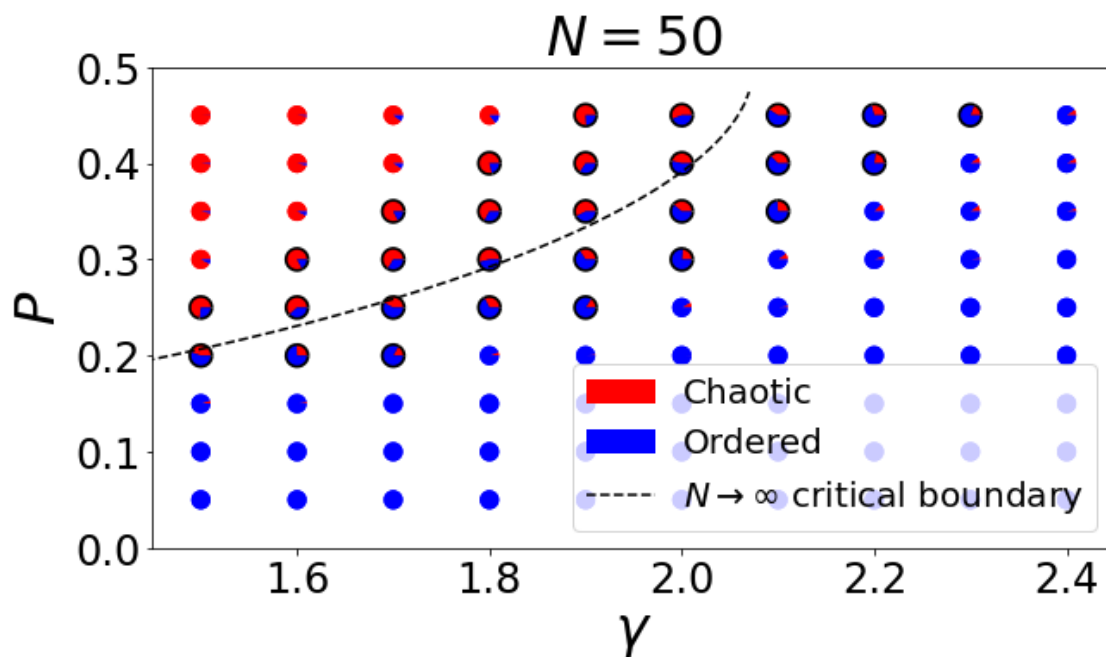 N = 50
P
0.5
0.4
0.3
0.2
0.1
0.0
Chaotic
Ordered
N → ∞ critical boundary
1.6 1.8 2.0 2.2 2.4
γ